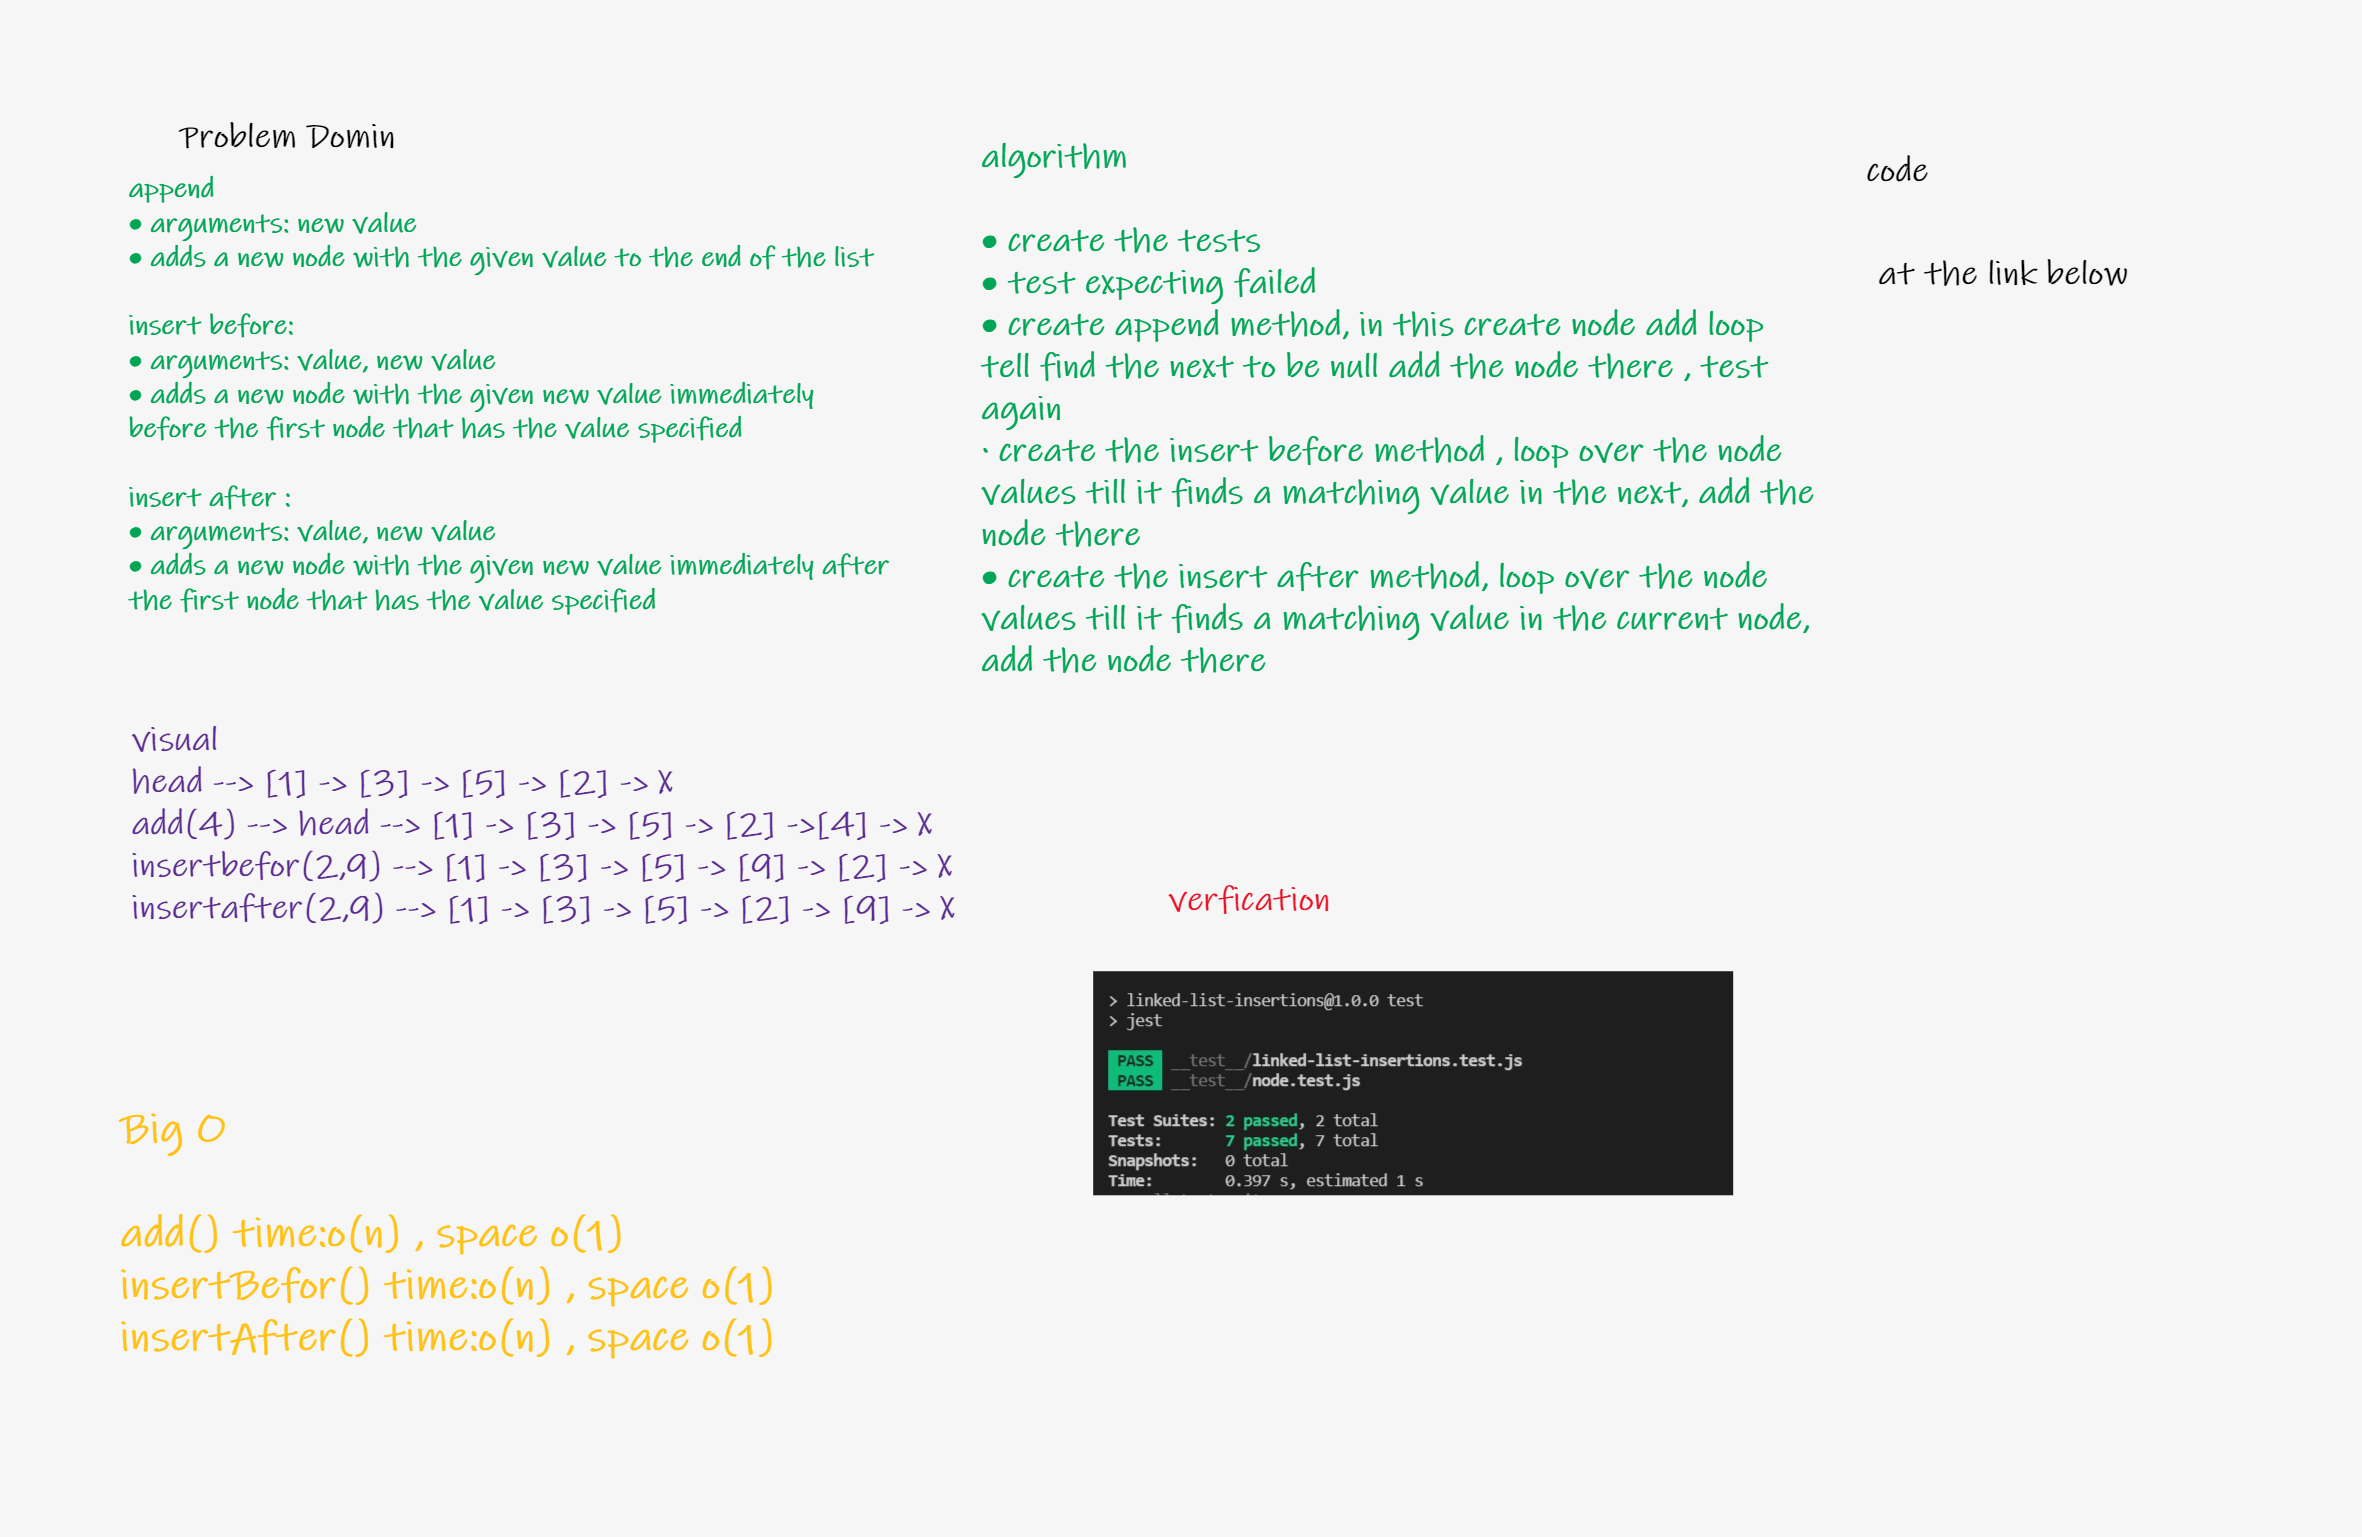 Problem Domin
append
• arguments: new value
• adds a new node with the given value to the end of the list
insert before:
• arguments: value, new value
• adds a new node with the given new value immediately
before the first node that has the value specified
insert after :
• arguments: value, new value
• adds a new node with the given new value immediately after
the first node that has the value specified
algorithm
• create the tests
• test expecting failed
• create append method, in this create node add loop
tell find the next to be null add the node there , test
again
· create the insert before method , loop over the node
values till it finds a matching value in the next, add the
node there
• create the insert after method, loop over the node
values till it finds a matching value in the current node,
add the node there
code
at the link below
visual
head --> [1] -> [3] -> [5] -> [2] -> X
add(4) --> head --> [1] -> [3] -> [5] -> [2] ->[4] -> X
insertbefor(2,9) --> [1] -> [3] -> [5] -> [9] -> [2] -> X
insertafter(2,9) --> [1] -> [3] -> [5] -> [2] -> [9] -> X
verfication
> linked-list-insertions@1.0.0 test
> jest
PASS __test__/linked-list-insertions.test.js
PASS __test__/node.test.js
Test Suites: 2 passed, 2 total
Tests: 7 passed, 7 total
Snapshots: 0 total
Time: 0.397 s, estimated 1 s
Big O
add() time:o(n) , space o(1)
insertBefor() time:o(n) , space o(1)
insertAfter() time:o(n) , space o(1)